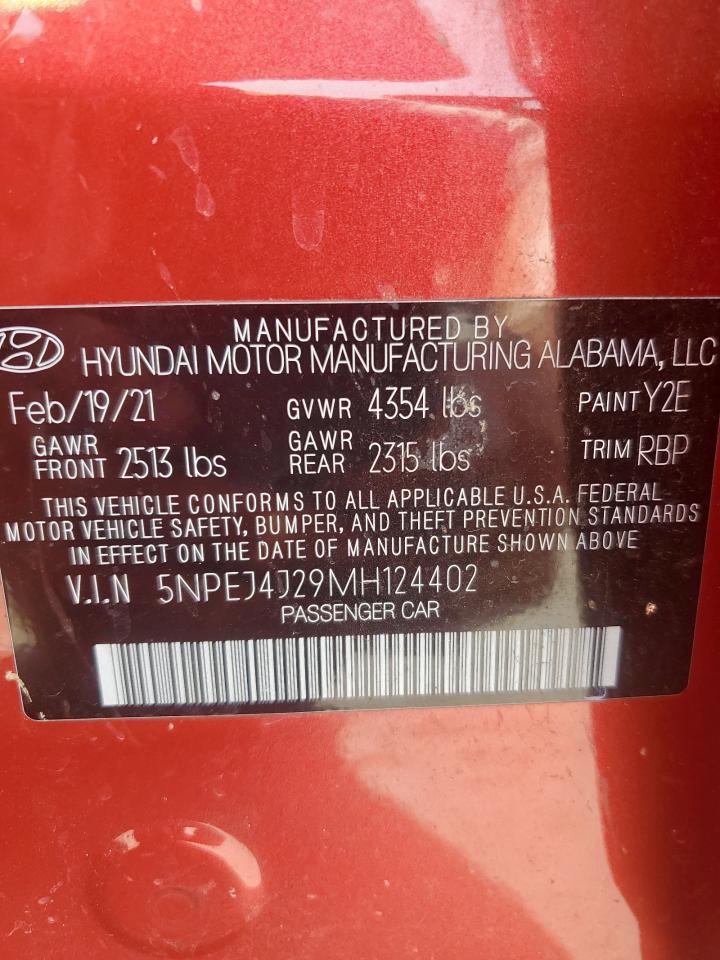 MANUFACTURED BY
HYUNDAI MOTOR MANUFACTURING ALABAMA, LLC
Feb/19/21 GVWR 4354 lbs PAINT Y2E
GAWR FRONT 2513 lbs GAWR REAR 2315 lbs TRIM RBP
THIS VEHICLE CONFORMS TO ALL APPLICABLE U.S.A. FEDERAL
MOTOR VEHICLE SAFETY, BUMPER, AND THEFT PREVENTION STANDARDS
IN EFFECT ON THE DATE OF MANUFACTURE SHOWN ABOVE
V.I.N 5NPEJ4J29MH124402
PASSENGER CAR